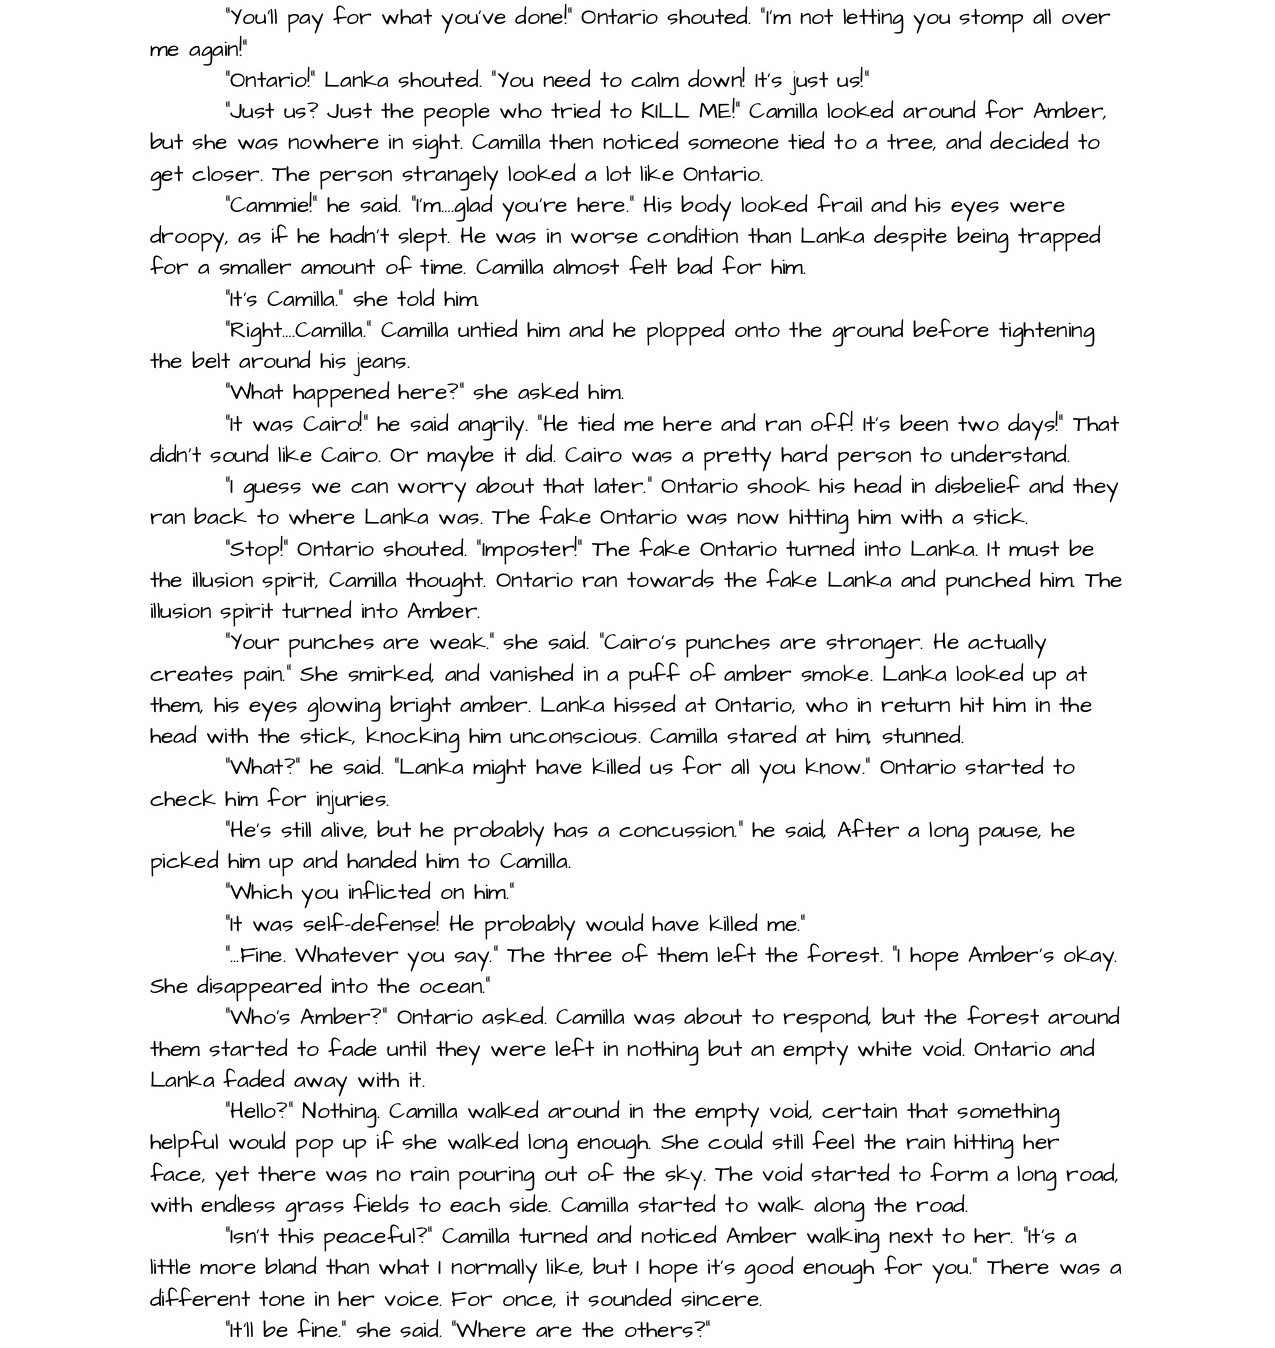 "You'll pay for what you've done!" Ontario shouted. "I'm not letting you stomp all over
me again!"
"Ontario!" Lanka shouted. "You need to calm down! It's just us!"
"Just us? Just the people who tried to KILL ME!" Camilla looked around for Amber,
but she was nowhere in sight. Camilla then noticed someone tied to a tree, and decided to
get closer. The person strangely looked a lot like Ontario.
"Cammie!" he said. "I'm....glad you're here." His body looked frail and his eyes were
droopy, as if he hadn't slept. He was in worse condition than Lanka despite being trapped
for a smaller amount of time. Camilla almost felt bad for him.
"It's Camilla." she told him.
"Right....Camilla." Camilla untied him and he plopped onto the ground before tightening
the belt around his jeans.
"What happened here?" she asked him.
"It was Cairo!" he said angrily. "He tied me here and ran off! It's been two days!" That
didn't sound like Cairo. Or maybe it did. Cairo was a pretty hard person to understand.
"I guess we can worry about that later." Ontario shook his head in disbelief and they
ran back to where Lanka was. The fake Ontario was now hitting him with a stick.
"Stop!" Ontario shouted. "Imposter!" The fake Ontario turned into Lanka. It must be
the illusion spirit, Camilla thought. Ontario ran towards the fake Lanka and punched him. The
illusion spirit turned into Amber.
"Your punches are weak." she said. "Cairo's punches are stronger. He actually
creates pain." She smirked, and vanished in a puff of amber smoke. Lanka looked up at
them, his eyes glowing bright amber. Lanka hissed at Ontario, who in return hit him in the
head with the stick, knocking him unconscious. Camilla stared at him, stunned.
"What?" he said. "Lanka might have killed us for all you know." Ontario started to
check him for injuries.
"He's still alive, but he probably has a concussion." he said, After a long pause, he
picked him up and handed him to Camilla.
"Which you inflicted on him."
"It was self-defense! He probably would have killed me."
"...Fine. Whatever you say." The three of them left the forest. "I hope Amber's okay.
She disappeared into the ocean."
"Who's Amber?" Ontario asked. Camilla was about to respond, but the forest around
them started to fade until they were left in nothing but an empty white void. Ontario and
Lanka faded away with it.
"Hello?" Nothing. Camilla walked around in the empty void, certain that something
helpful would pop up if she walked long enough. She could still feel the rain hitting her
face, yet there was no rain pouring out of the sky. The void started to form a long road,
with endless grass fields to each side. Camilla started to walk along the road.
"Isn't this peaceful?" Camilla turned and noticed Amber walking next to her. "It's a
little more bland than what I normally like, but I hope it's good enough for you." There was a
different tone in her voice. For once, it sounded sincere.
"It'll be fine." she said. "Where are the others?"